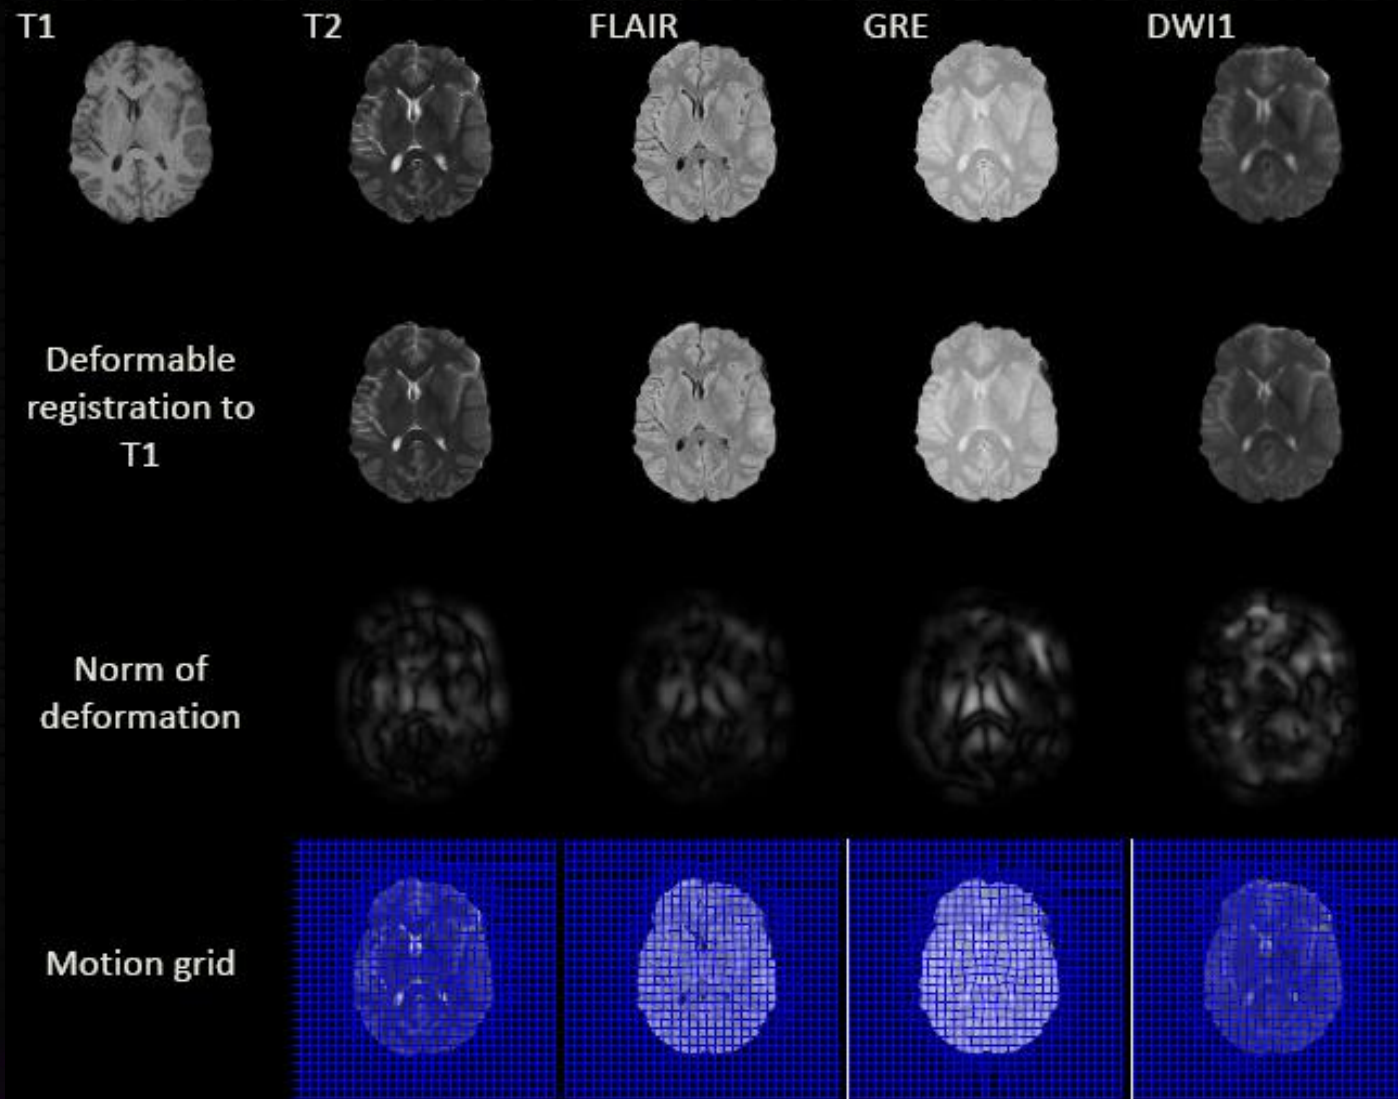 T1
T2
FLAIR
GRE
DWI1
Deformable
registration to
T1
Norm of
deformation
Motion grid